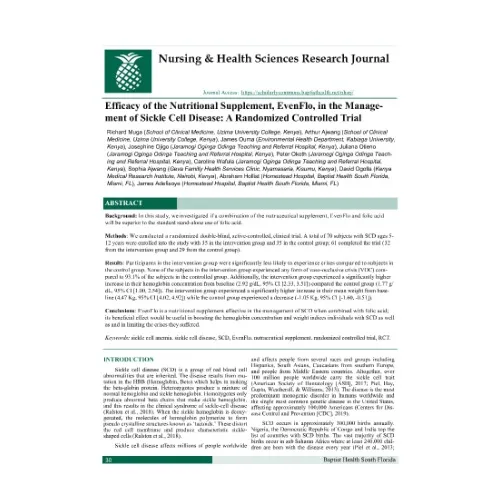 Nursing & Health Sciences Research Journal
Journal Access: https://scholarlycommons.baptisthealth.net/nhsrj/
Efficacy of the Nutritional Supplement, EvenFlo, in the Manage-
ment of Sickle Cell Disease: A Randomized Controlled Trial
Richard Muga (School of Clinical Medicine, Uzima University College, Kenya), Arthur Ajwang (School of Clinical
Medicine, Uzima University College, Kenya), James Ouma (Environmental Health Department, Kabianga University,
Kenya), Josephine Ojigo (Jaramogi Oginga Odinga Teaching and Referral Hospital, Kenya), Juliana Otieno
(Jaramogi Oginga Odinga Teaching and Referral Hospital, Kenya), Peter Okoth (Jaramogi Oginga Odinga Teach-
ing and Referral Hospital, Kenya), Caroline Wafula (Jaramogi Oginga Odinga Teaching and Referral Hospital,
Kenya), Sophia Ajwang (Geva Family Health Services Clinic, Nyamasaria, Kisumu, Kenya), David Ogolla (Kenya
Medical Research Institute, Nairobi, Kenya), Abraham Hollist (Homestead Hospital, Baptist Health South Florida,
Miami, FL), James Adefisoye (Homestead Hospital, Baptist Health South Florida, Miami, FL)
ABSTRACT
Background: In this study, we investigated if a combination of the nutraceutical supplement, EvenFlo and folic acid
will be superior to the standard stand-alone use of folic acid.
Methods: We conducted a randomized double-blind, active-controlled, clinical trial. A total of 70 subjects with SCD ages 5-
12 years were enrolled into the study with 35 in the intervention group and 35 in the control group; 61 completed the trial (32
from the intervention group and 29 from the control group).
Results: Participants in the intervention group were significantly less likely to experience crises compared to subjects in
the control group. None of the subjects in the intervention group experienced any form of vaso-occlusive crisis (VOC) com-
pared to 93.1% of the subjects in the controlled group. Additionally, the intervention group experienced a significantly higher
increase in their hemoglobin concentration from baseline (2.92 g/dL, 95% CI [2.33, 3.51]) compared the control group (1.77 g/
dL, 95% CI [1.00, 2.54]). The intervention group experienced a significantly higher increase in their mean weight from base-
line (4.47 Kg, 95% CI [4.02, 4.92]) while the control group experienced a decrease (-1.05 Kg, 95% CI [-1.60, -0.51]).
Conclusions: EvenFlo is a nutritional supplement effective in the management of SCD when combined with folic acid;
its beneficial effect would be useful in boosting the hemoglobin concentration and weight indices individuals with SCD as well
as and in limiting the crises they suffered.
Keywords: sickle cell anemia, sickle cell disease, SCD, EvenFlo, nutraceutical supplement, randomized controlled trial, RCT.
INTRODUCTION
Sickle cell disease (SCD) is a group of red blood cell
abnormalities that are inherited. The disease results from mu-
tation in the HBB (Hemoglobin, Beta) which helps in making
the beta-globin protein. Heterozygotes produce a mixture of
normal hemoglobin and sickle hemoglobin. Homozygotes only
produce abnormal beta chains that make sickle hemoglobin,
and this results in the clinical syndrome of sickle-cell disease
(Ralston et al., 2018). When the sickle hemoglobin is deoxy-
genated, the molecules of hemoglobin polymerize to form
pseudo crystalline structures known as 'tactoids.' These distort
the red cell membrane and produce characteristic sickle-
shaped cells (Ralston et al., 2018).
Sickle cell disease affects millions of people worldwide
and affects people from several races and groups including
Hispanics, South Asians, Caucasians from southern Europe,
and people from Middle Eastern countries. Altogether, over
100 million people worldwide carry the sickle cell trait
(American Society of Hematology [ASH], 2017; Piel, Hay,
Gupta, Weatherall, & Williams, 2013). The disease is the most
predominant monogenic disorder in humans worldwide and
the single most common genetic disease in the United States,
affecting approximately 100,000 Americans (Centers for Dis-
ease Control and Prevention [CDC], 2019).
SCD occurs in approximately 300,000 births annually.
Nigeria, the Democratic Republic of Congo and India top the
list of countries with SCD births. The vast majority of SCD
births occur in sub Saharan Africa where at least 240,000 chil-
dren are born with the disease every year (Piel et al., 2013;
30
Baptist Health South Florida